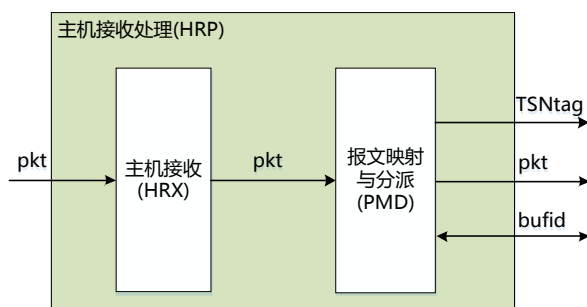 主机接收处理(HRP)
pkt
主机接收
(HRX)
pkt
报文映射
与分派
(PMD)
TSNtag
pkt
bufid